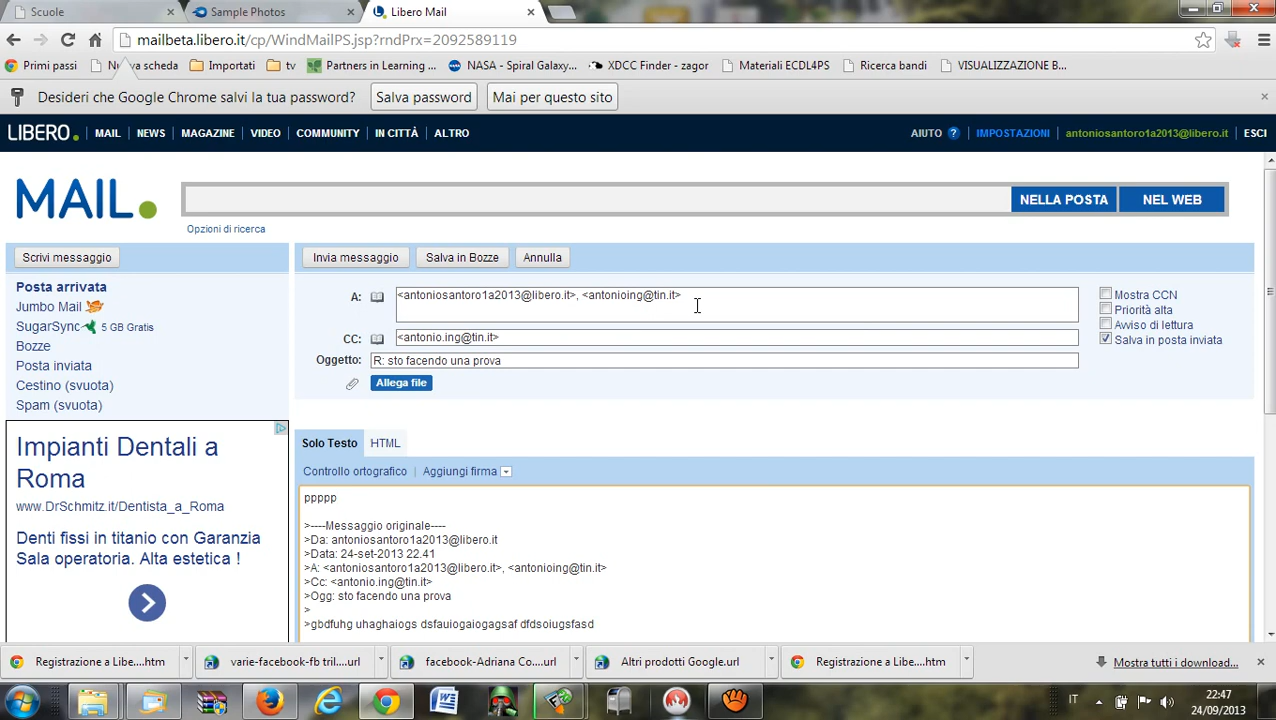 Scuole
Sample Photos
Libero Mail
mailbeta.libero.it/cp/WindMailPS.jsp?rndPrx=2092589119
Primi passi
Nuova scheda
Importati
tv
Partners in Learning ...
NASA - Spiral Galaxy...
XDCC Finder - zagor
Materiali ECDL4PS
Ricerca bandi
VISUALIZZAZIONE B...
Desideri che Google Chrome salvi la tua password?
Salva password
Mai per questo sito
LIBERO. MAIL NEWS MAGAZINE VIDEO COMMUNITY IN CITTÀ ALTRO
AIUTO ? IMPOSTAZIONI antoniosantoro1a2013@libero.it ESCI
MAIL.
NELLA POSTA
NEL WEB
Opzioni di ricerca
Scrivi messaggio
Invia messaggio
Salva in Bozze
Annulla
Posta arrivata
Jumbo Mail
SugarSync 5 GB Gratis
Bozze
Posta inviata
Cestino (svuota)
Spam (svuota)
A: <antoniosantoro1a2013@libero.it>, <antonioing@tin.it>
CC: <antonio.ing@tin.it>
Oggetto: R: sto facendo una prova
Allega file
Mostra CCN
Priorità alta
Avviso di lettura
Salva in posta inviata
Impianti Dentali a
Roma
www.DrSchmitz.it/Dentista_a_Roma
Denti fissi in titanio con Garanzia
Sala operatoria. Alta estetica !
Solo Testo
HTML
Controllo ortografico | Aggiungi firma
ppppp
>----Messaggio originale----
>Da: antoniosantoro1a2013@libero.it
>Data: 24-set-2013 22.41
>A: <antoniosantoro1a2013@libero.it>, <antonioing@tin.it>
>Cc: <antonio.ing@tin.it>
>Ogg: sto facendo una prova
>
>gbdfuhg uhaghaiogs dsfauiogaiogagsaf dfdsoiugsfasd
Registrazione a Libe....htm
varie-facebook-fb tril....url
facebook-Adriana Co....url
Altri prodotti Google.url
Registrazione a Libe....htm
Mostra tutti i download...
IT
22:47
24/09/2013